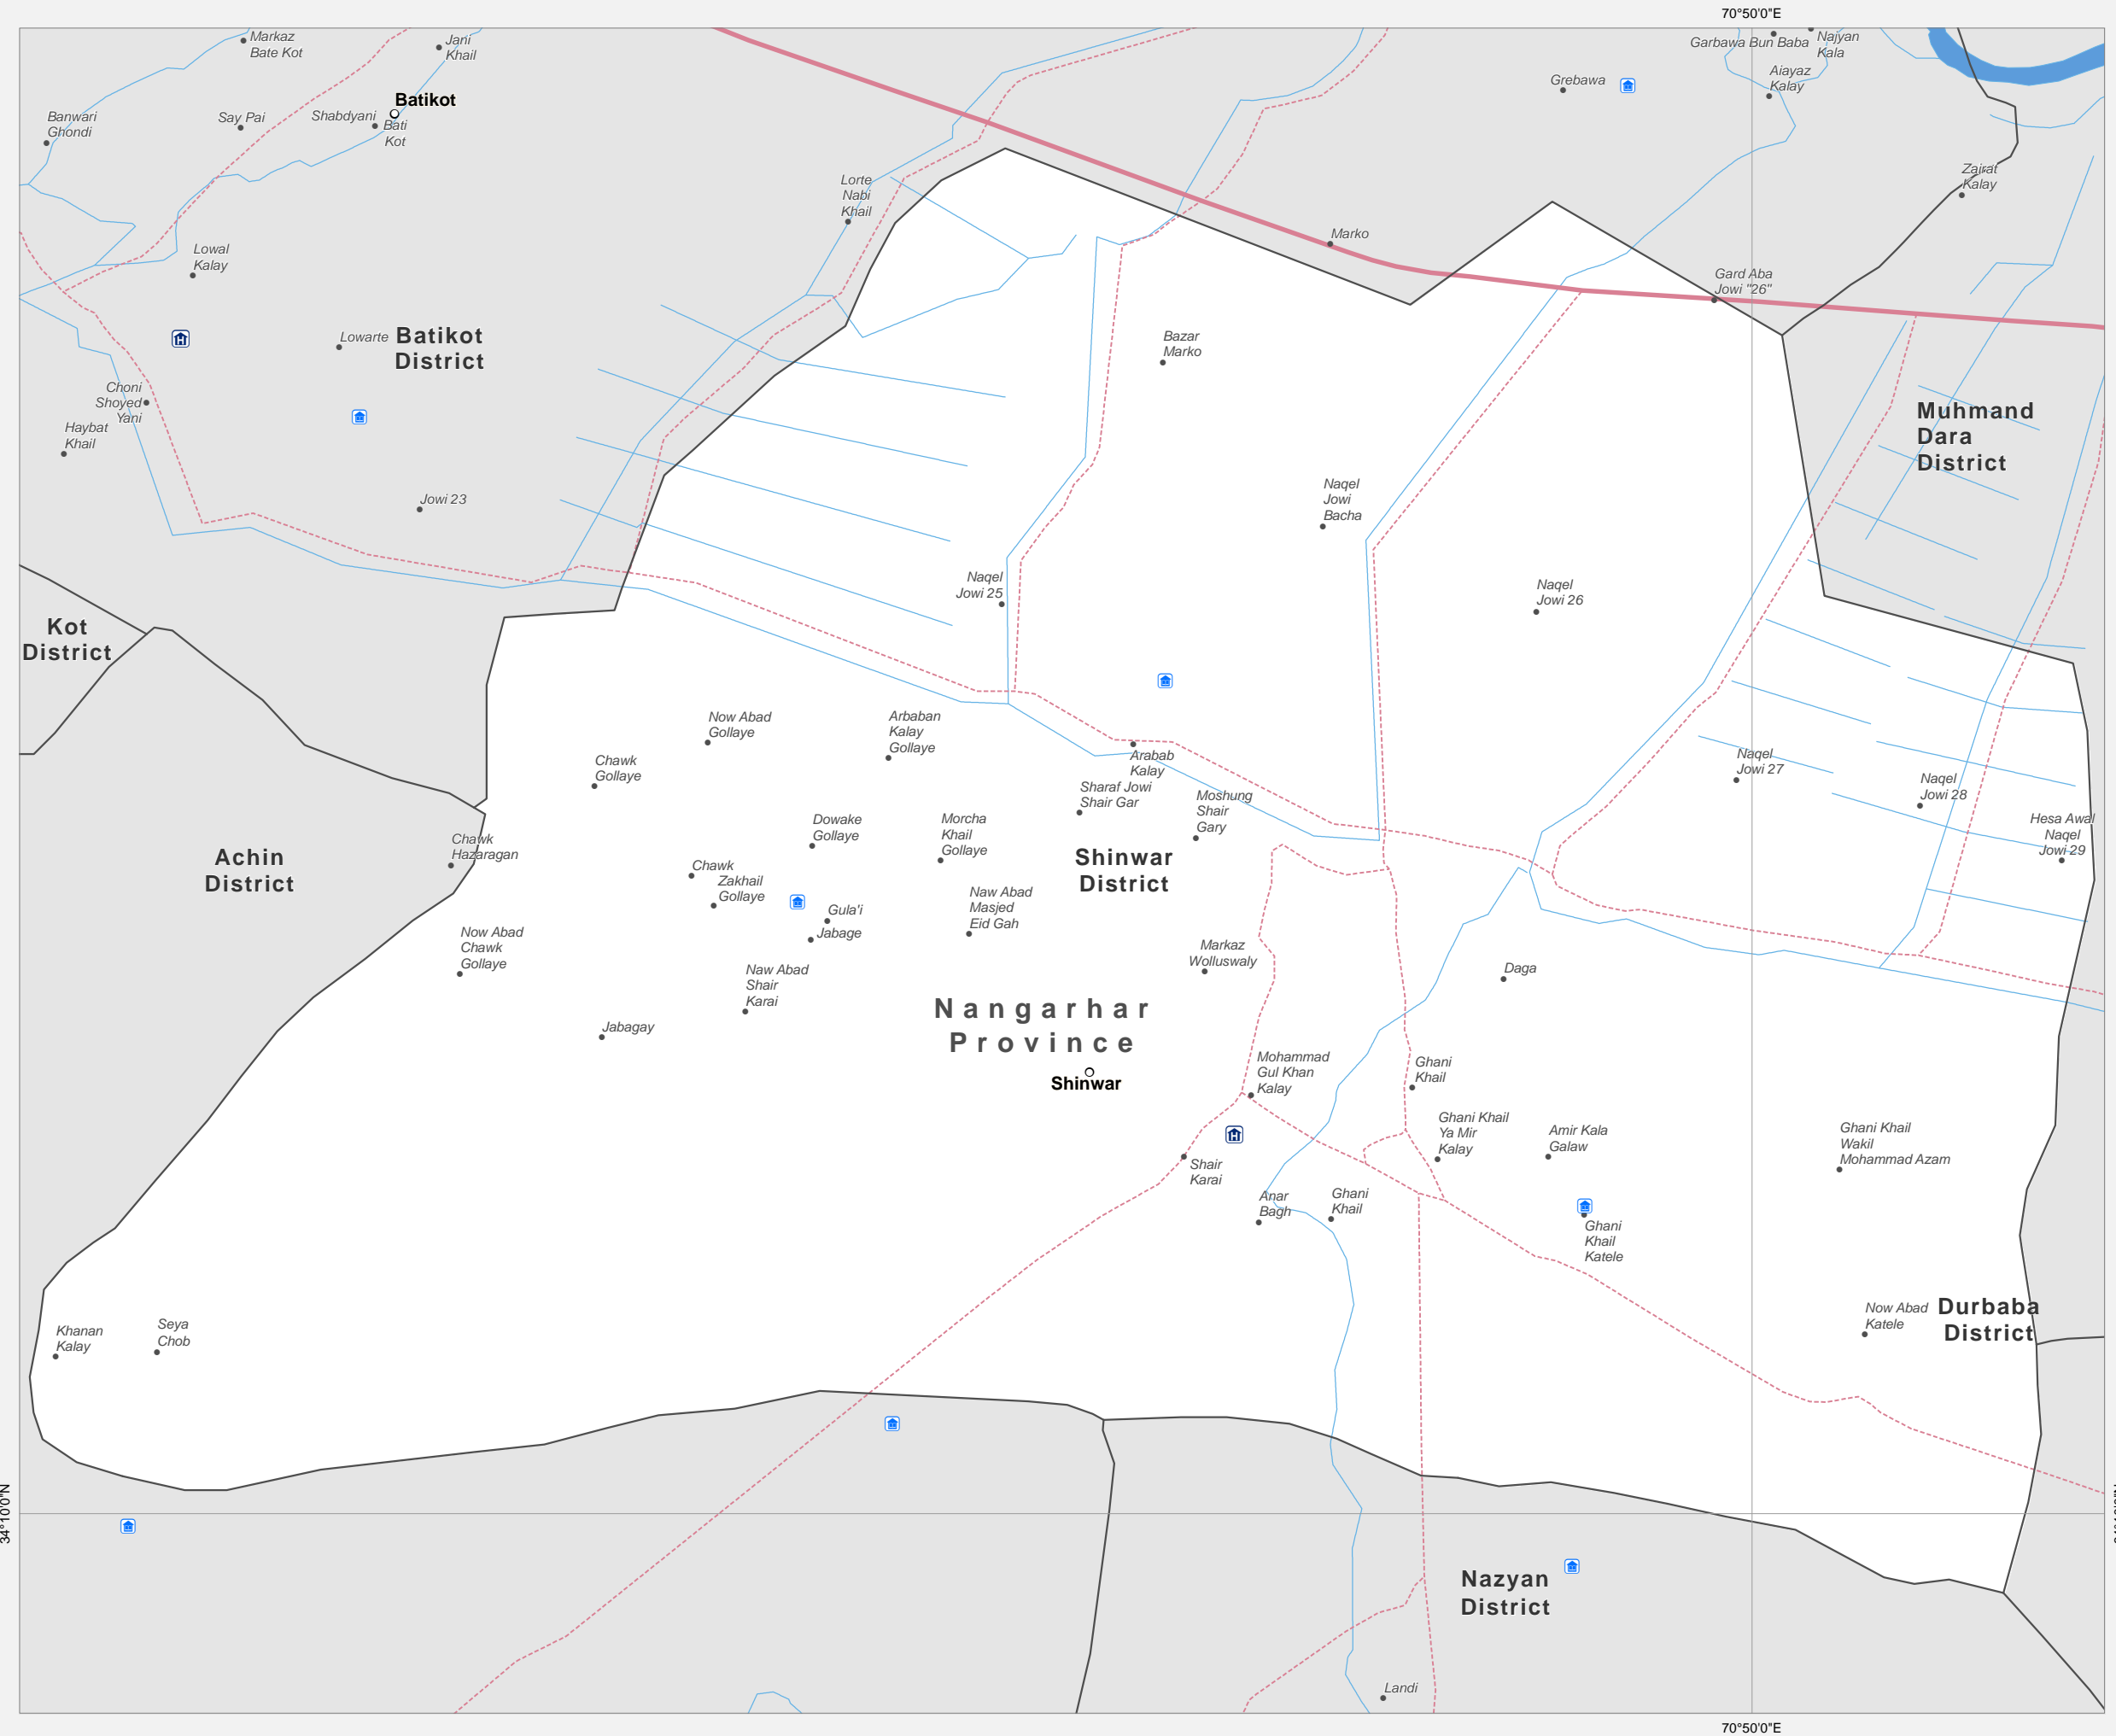 70°50'0"E
Markaz
Bate Kot
Jani
Khail
Garbawa Bun Baba
Najyan
Kala
Grebawa
Aiayaz
Kalay
Batikot
Banwari
Ghondi
Say Pai
Shabdyani
Bati
Kot
Lorte
Nabi
Khail
Zairat
Kalay
Lowal
Kalay
Marko
Gard Aba
Jowi "26"
Lowarte
Batikot
District
Bazar
Marko
Choni
Shoyed
Yani
Haybat
Khail
Muhmand
Dara
District
Jowi 23
Naqel
Jowi
Bacha
Naqel
Jowi 25
Naqel
Jowi 26
Kot
District
Now Abad
Gollaye
Arbaban
Kalay
Gollaye
Chawk
Gollaye
Arabab
Kalay
Sharaf Jowi
Shair Gar
Moshung
Shair
Gary
Naqel
Jowi 27
Naqel
Jowi 28
Hesa Awal
Naqel
Jowi 29
Dowake
Gollaye
Morcha
Khail
Gollaye
Chawk
Hazaragan
Achin
District
Shinwar
District
Chawk
Zakhail
Gollaye
Naw Abad
Masjed
Eid Gah
Gula'i
Jabage
Now Abad
Chawk
Gollaye
Markaz
Wolluswaly
Daga
Naw Abad
Shair
Karai
Nangarhar
Province
Jabagay
Shinwar
Mohammad
Gul Khan
Kalay
Ghani
Khail
Ghani Khail
Ya Mir
Kalay
Amir Kala
Galaw
Ghani Khail
Wakil
Mohammad Azam
Shair
Karai
Anar
Bagh
Ghani
Khail
Ghani
Khail
Katele
Now Abad
Katele
Durbaba
District
Khanan
Kalay
Seya
Chob
34°10'0"N
Nazyan
District
Landi
70°50'0"E